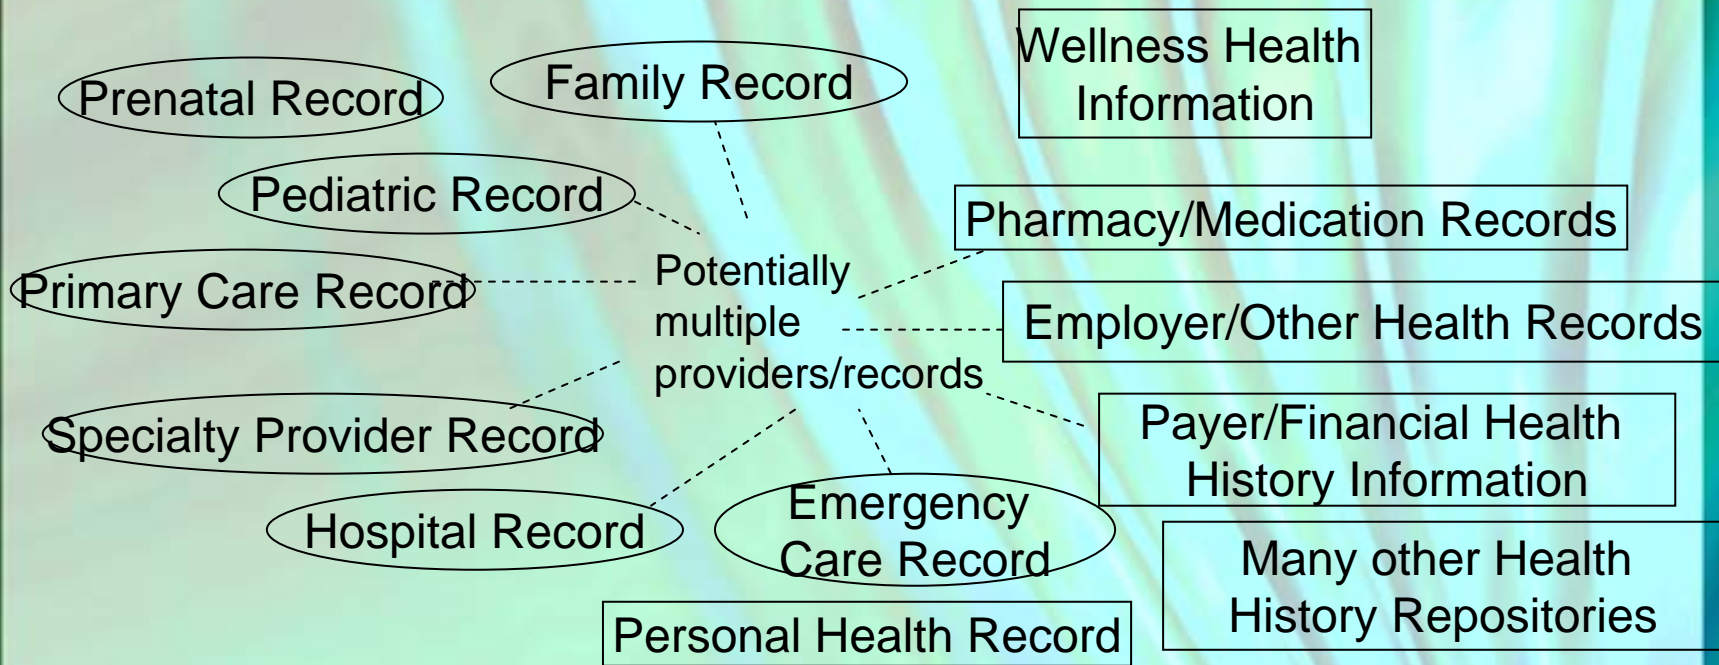 Prenatal Record
Family Record
Wellness Health
Information
Pediatric Record
Pharmacy/Medication Records
Primary Care Record
Potentially
multiple
providers/records
Employer/Other Health Records
Specialty Provider Record
Payer/Financial Health
History Information
Hospital Record
Emergency
Care Record
Many other Health
History Repositories
Personal Health Record